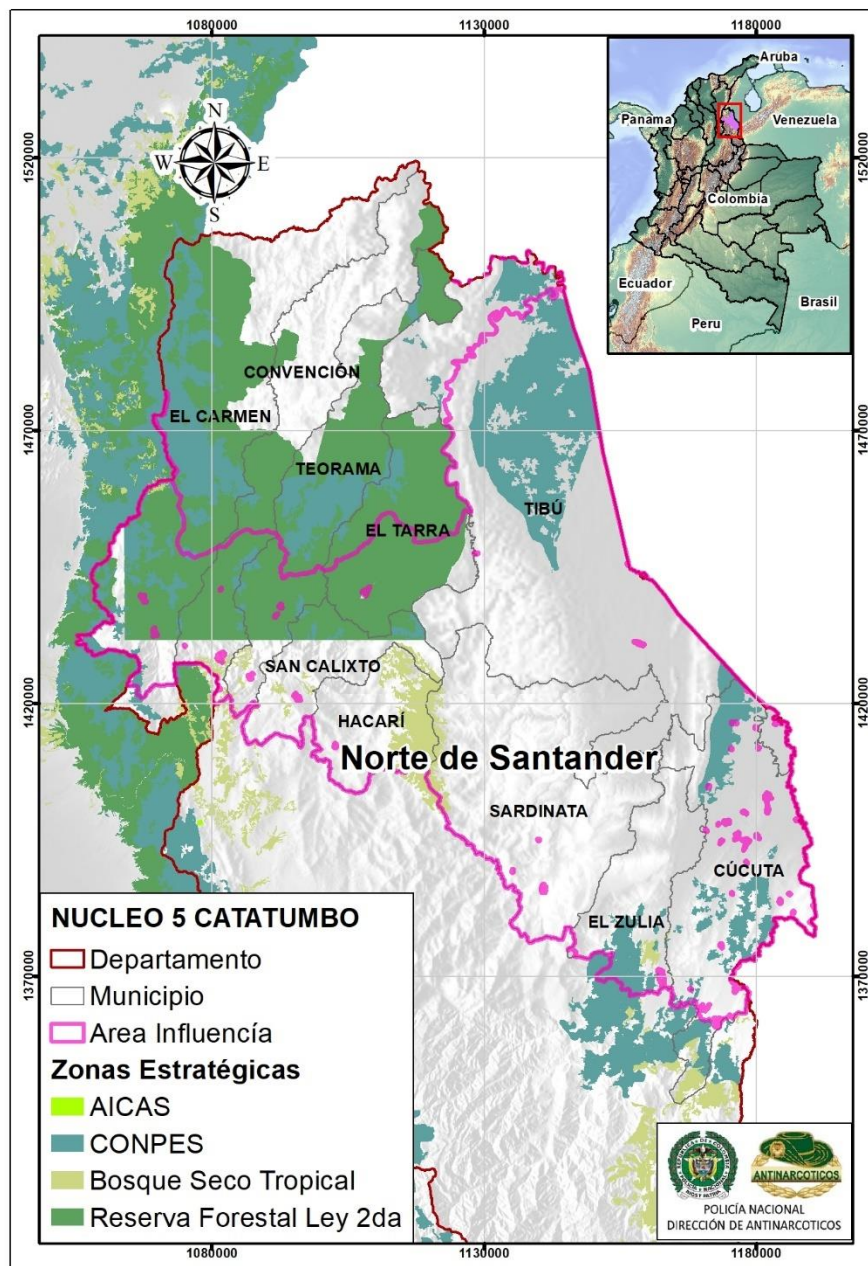 1080000
1130000
1180000
N
W
E
S
Aruba
Panama
Venezuela
Colombia
Ecuador
Brasil
Peru
1520000
1520000
CONVENCIÓN
EL CARMEN
1470000
1470000
TEORAMA
TIBÚ
EL TARRA
SAN CALIXTO
1420000
1420000
HACARÍ
Norte de Santander
SARDINATA
CÚCUTA
EL ZULIA
1370000
1370000
NUCLEO 5 CATATUMBO
Departamento
Municipio
Area Influencía
Zonas Estratégicas
AICAS
CONPES
Bosque Seco Tropical
Reserva Forestal Ley 2da
ANTINARCOTICOS
POLICÍA NACIONAL
DIRECCIÓN DE ANTINARCOTICOS
1080000
1130000
1180000